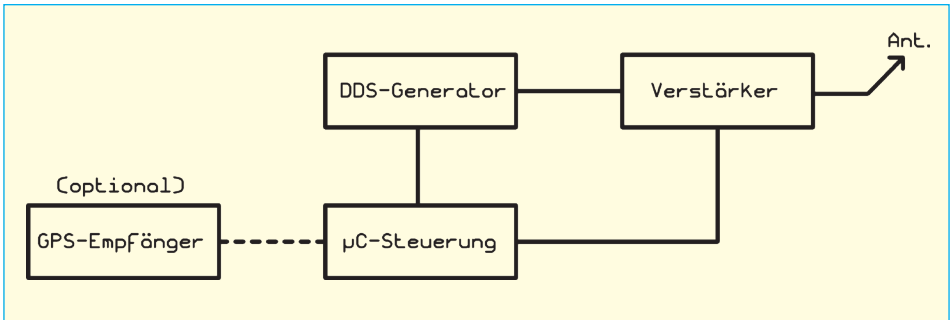 Ant.
DDS-Generator
Verstärker
(optional)
GPS-Empfänger
µC-Steuerung